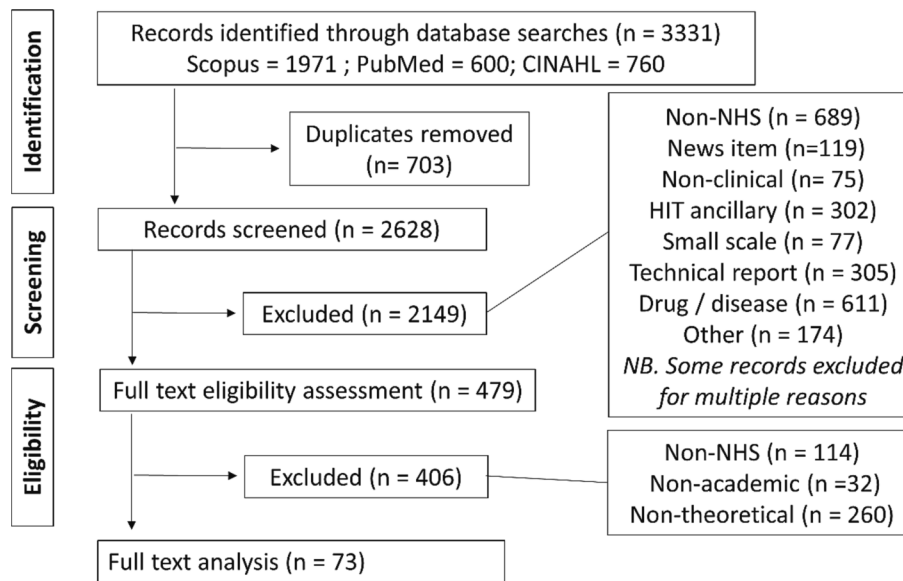 Identification
Records identified through database searches (n = 3331)
Scopus = 1971 ; PubMed = 600; CINAHL = 760
Duplicates removed
(n= 703)
Screening
Records screened (n = 2628)
Excluded (n = 2149)
Non-NHS (n = 689)
News item (n=119)
Non-clinical (n= 75)
HIT ancillary (n = 302)
Small scale (n = 77)
Technical report (n = 305)
Drug / disease (n = 611)
Other (n = 174)
NB. Some records excluded
for multiple reasons
Eligibility
Full text eligibility assessment (n = 479)
Excluded (n = 406)
Non-NHS (n = 114)
Non-academic (n =32)
Non-theoretical (n = 260)
Full text analysis (n = 73)